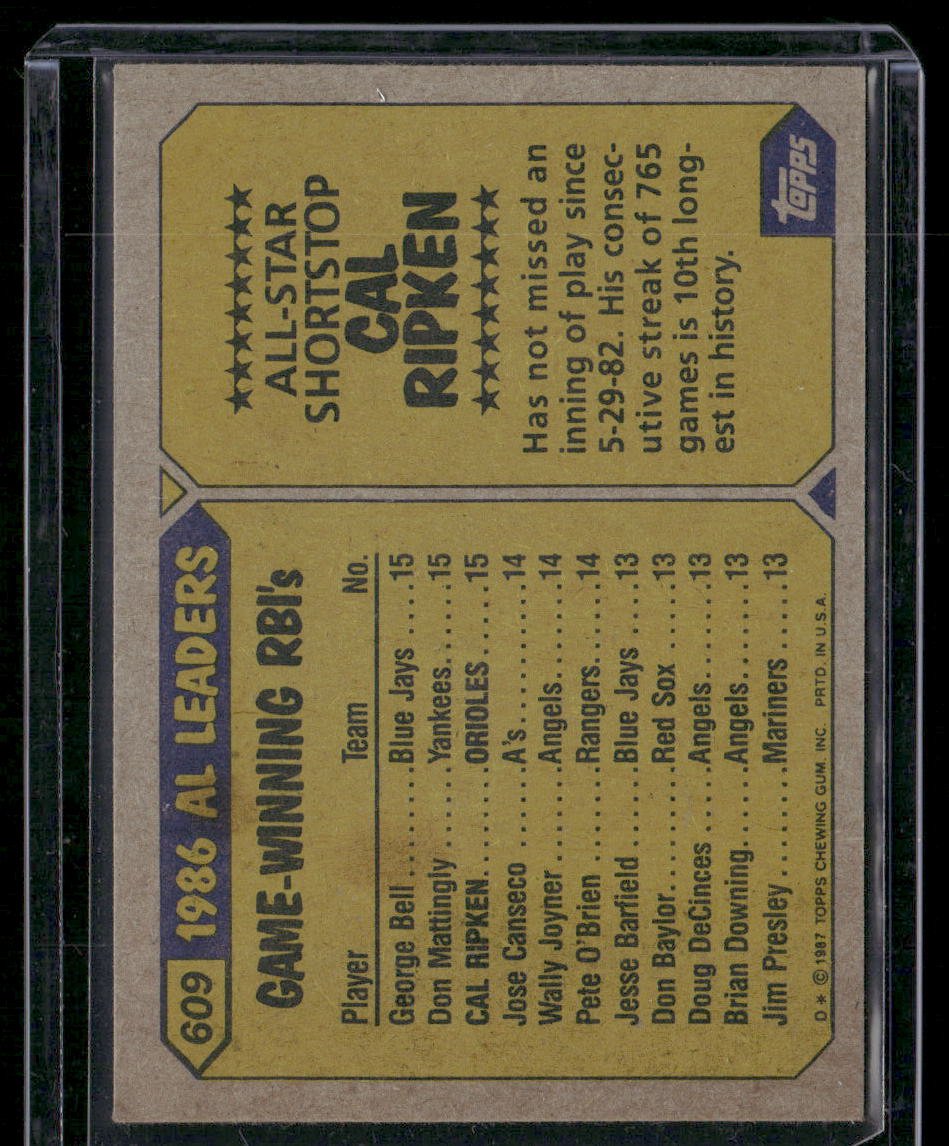 609 1986 AL LEADERS
GAME-WINNING RBI's
Player Team No.
George Bell.........Blue Jays ....15
Don Mattingly .......Yankees......15
CAL RIPKEN.........ORIOLES.....15
Jose Canseco .......A's..........14
Wally Joyner........Angels.......14
Pete O'Brien ........Rangers......14
Jesse Barfield .......Blue Jays ....13
Don Baylor..........Red Sox .....13
Doug DeCinces .....Angels.......13
Brian Downing.......Angels.......13
Jim Presley..........Mariners.....13
D* © 1987 TOPPS CHEWING GUM, INC. PRTD. IN U.S.A.
ALL-STAR
SHORTSTOP
CAL
RIPKEN
Has not missed an
inning of play since
5-29-82. His consec-
utive streak of 765
games is 10th long-
est in history.
topps